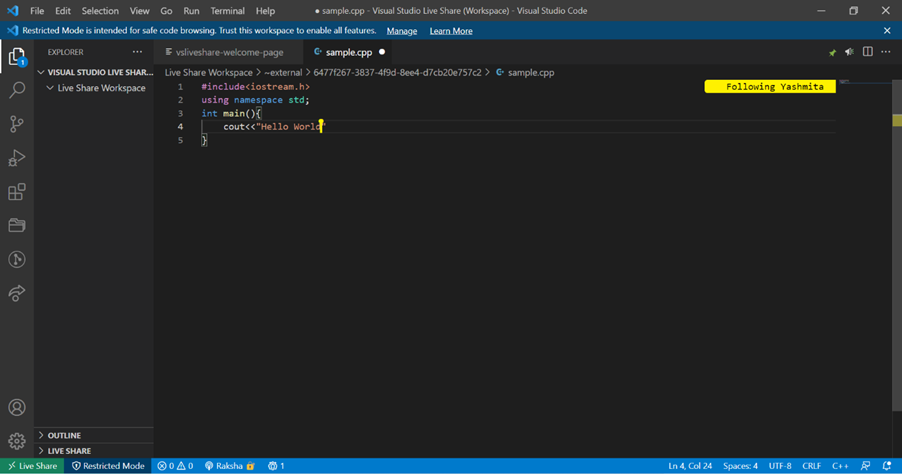 File Edit Selection View Go Run Terminal Help
● sample.cpp - Visual Studio Live Share (Workspace) - Visual Studio Code
Restricted Mode is intended for safe code browsing. Trust this workspace to enable all features. Manage Learn More
EXPLORER ...
vsliveshare-welcome-page
sample.cpp ●
VISUAL STUDIO LIVE SHAR...
Live Share Workspace
Live Share Workspace > ~external > 6477f267-3837-4f9d-8ee4-d7cb20e757c2 > sample.cpp
Following Yashmita
1 #include<iostream.h>
2 using namespace std;
3 int main(){
4 cout<<"Hello World"
5 }
1
OUTLINE
LIVE SHARE
Live Share Restricted Mode 0 0 Raksha 1 Ln 4, Col 24 Spaces: 4 UTF-8 CRLF C++